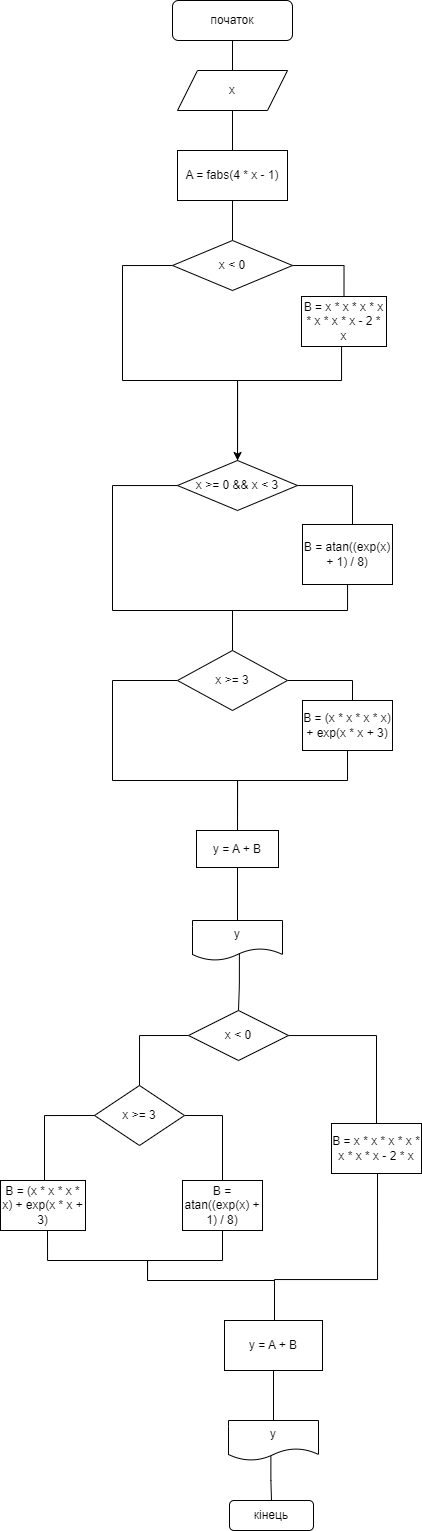 початок
x
A = fabs(4 * x - 1)
x < 0
B = x * x * x * x
* x * x * x - 2 *
x
x >= 0 && x < 3
B = atan((exp(x)
+ 1) / 8)
x >= 3
B = (x * x * x * x)
+ exp(x * x + 3)
y = A + B
y
x < 0
x >= 3
B = x * x * x * x *
x * x * x - 2 * x
B = (x * x * x *
x) + exp(x * x +
3)
B =
atan((exp(x) +
1) / 8)
y = A + B
y
кінець